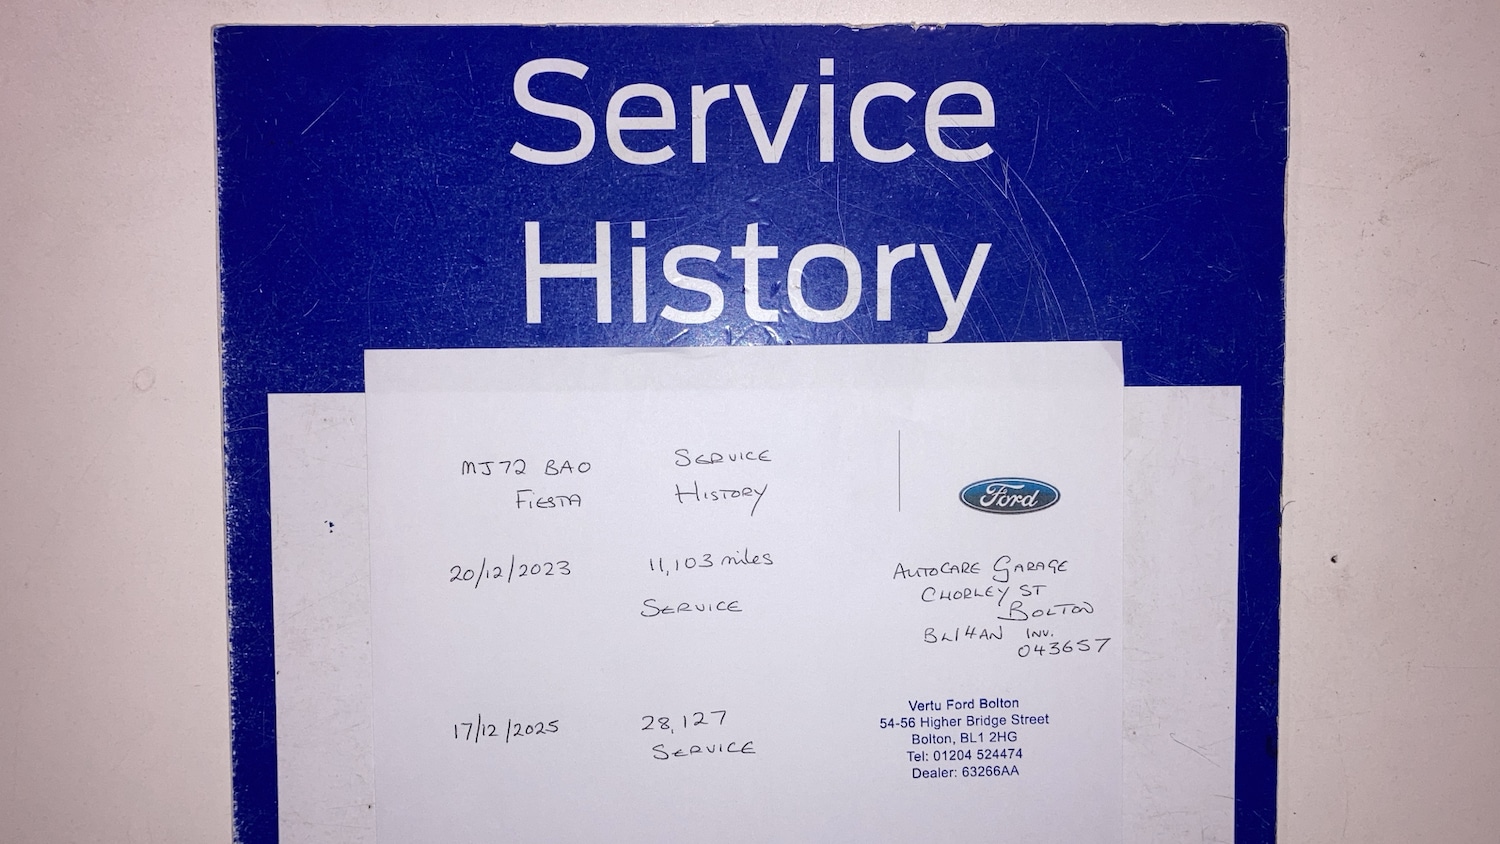 Service
History
MJ72 BAO
FIESTA
SERVICE
HISTORY
Ford
20/12/2023
11,103 miles
SERVICE
AUTOCARE GARAGE
CHORLEY ST
BOLTON
BL1 4AN INV.
043657
17/12/2025
28,127
SERVICE
Vertu Ford Bolton
54-56 Higher Bridge Street
Bolton, BL1 2HG
Tel: 01204 524474
Dealer: 63266AA